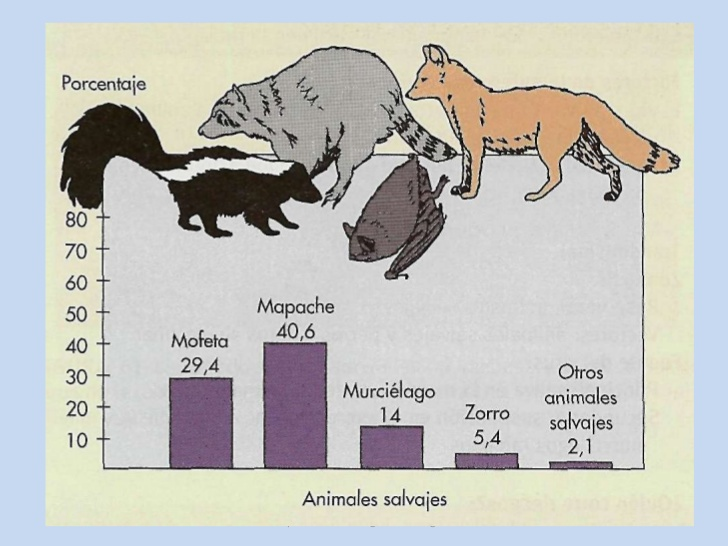 Porcentaje
80
70
60
50
40
30
20
10
Mofeta
29,4
Mapache
40,6
Murciélago
14
Zorro
5,4
Otros
animales
salvajes
2,1
Animales salvajes